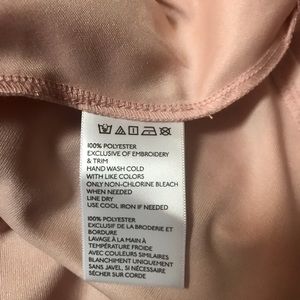 100% POLYESTER
EXCLUSIVE OF EMBROIDERY
& TRIM
HAND WASH COLD
WITH LIKE COLORS
ONLY NON-CHLORINE BLEACH
WHEN NEEDED
LINE DRY
USE COOL IRON IF NEEDED
100% POLYESTER
EXCLUSIF DE LA BRODERIE ET
BORDURE
LAVAGE À LA MAIN À
TEMPÉRATURE FROIDE
AVEC COULEURS SIMILAIRES
BLANCHIMENT UNIQUEMENT
SANS JAVEL, SI NÉCESSAIRE
SÉCHER SUR CORDE